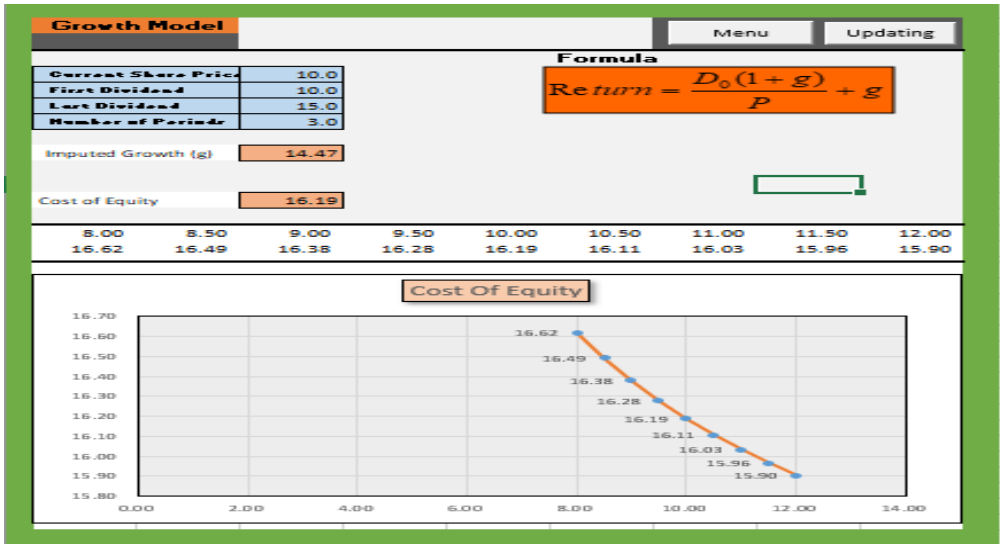 Growth Model
Menu
Updating
Formula
Current Share Price 10.0
First Dividend 10.0
Last Dividend 15.0
Number of Periods 3.0
Return = D₀(1 + g) / P + g
Imputed Growth (g) 14.47
Cost of Equity 16.19
8.00 8.50 9.00 9.50 10.00 10.50 11.00 11.50 12.00
16.62 16.49 16.38 16.28 16.19 16.11 16.03 15.96 15.90
Cost Of Equity
16.70
16.60
16.50
16.40
16.30
16.20
16.10
16.00
15.90
15.80
16.62
16.49
16.38
16.28
16.19
16.11
16.03
15.96
15.90
0.00 2.00 4.00 6.00 8.00 10.00 12.00 14.00